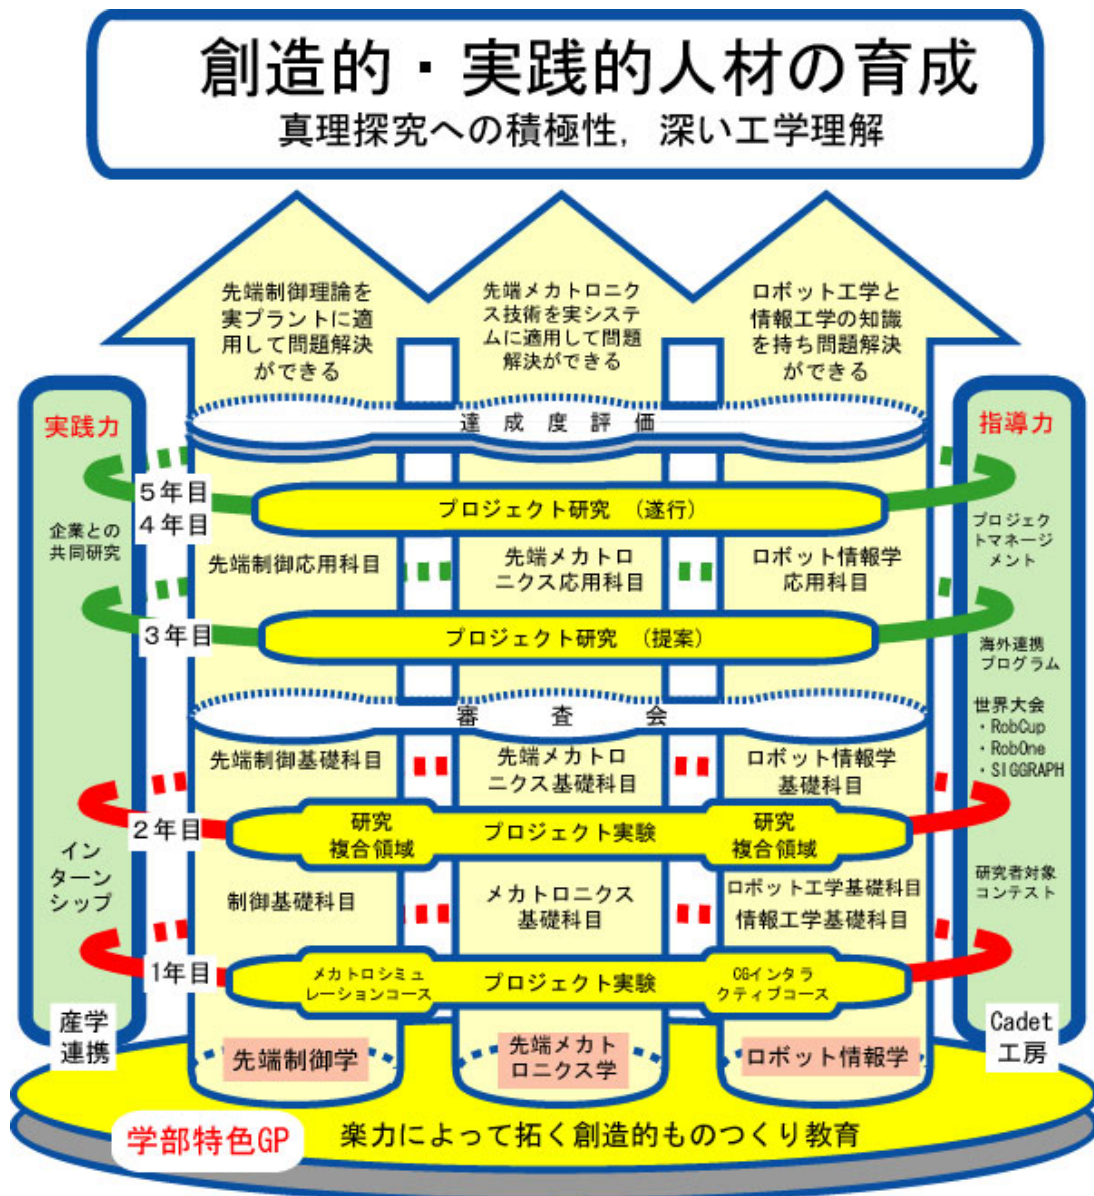 創造的・実践的人材の育成
真理探究への積極性，深い工学理解
先端制御理論を
実プラントに適
用して問題解決
ができる
先端メカトロニク
ス技術を実システ
ムに適用して問題
解決ができる
ロボット工学と
情報工学の知識
を持ち問題解決
ができる
達成度評価
実践力
企業との
共同研究
イン
ターン
シップ
産学
連携
指導力
プロジェク
トマネージ
メント
海外連携
プログラム
世界大会
・RobCup
・RobOne
・SIGGRAPH
研究者対象
コンテスト
Cadet
工房
5年目
4年目
プロジェクト研究 （遂行）
先端制御応用科目
先端メカトロ
ニクス応用科目
ロボット情報学
応用科目
3年目
プロジェクト研究 （提案）
審査会
先端制御基礎科目
先端メカトロ
ニクス基礎科目
ロボット情報学
基礎科目
2年目
研究
複合領域
プロジェクト実験
研究
複合領域
制御基礎科目
メカトロニクス
基礎科目
ロボット工学基礎科目
情報工学基礎科目
1年目
メカトロシミュ
レーションコース
プロジェクト実験
CGインタラ
クティブコース
先端制御学
先端メカト
ロニクス学
ロボット情報学
学部特色GP
楽力によって拓く創造的ものつくり教育